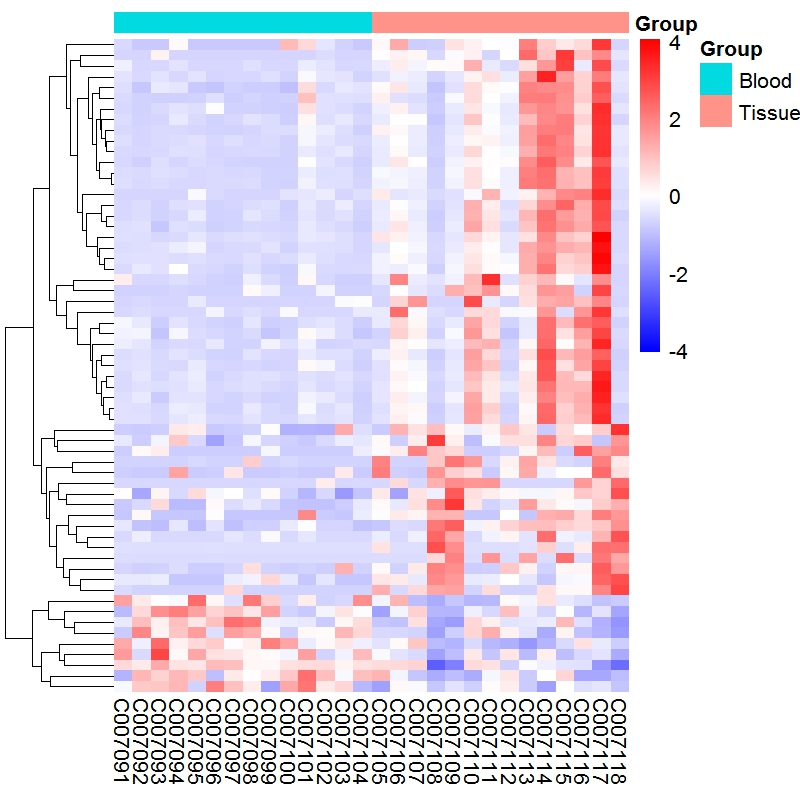 Group
4
2
0
-2
-4
Group
Blood
Tissue
C007091
C007092
C007093
C007094
C007095
C007096
C007097
C007098
C007099
C007100
C007101
C007102
C007103
C007104
C007105
C007106
C007107
C007108
C007109
C007110
C007111
C007112
C007113
C007114
C007115
C007116
C007117
C007118